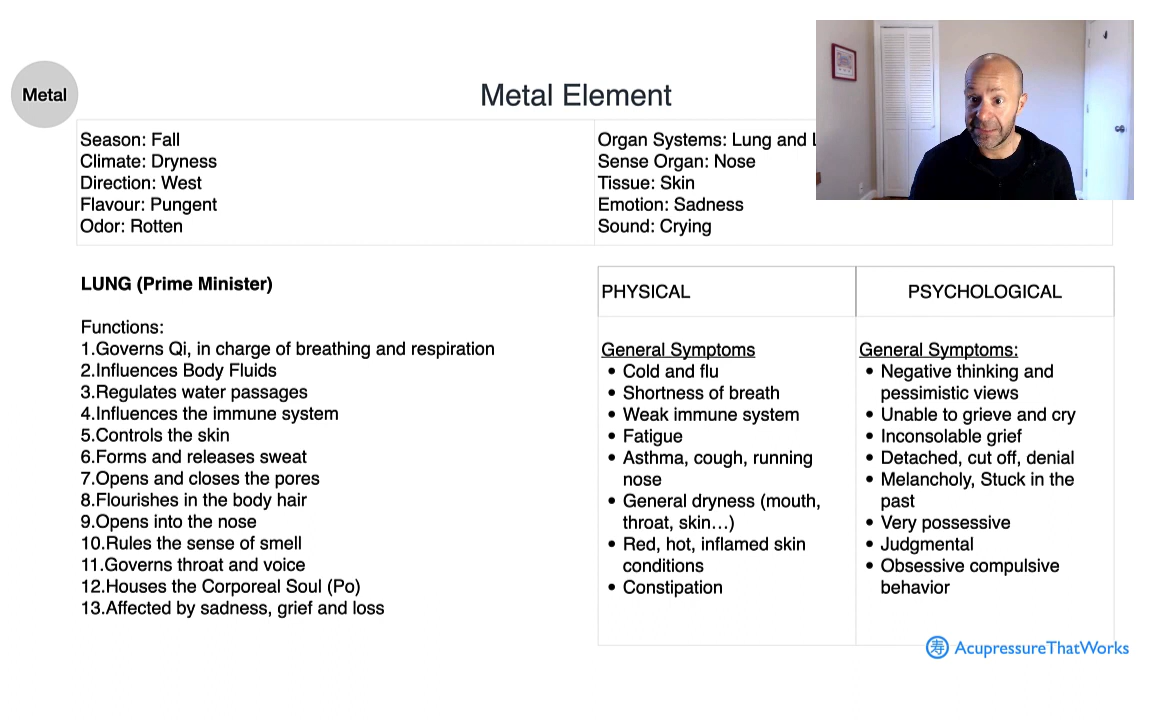 Metal
Metal Element
Season: Fall
Climate: Dryness
Direction: West
Flavour: Pungent
Odor: Rotten
Organ Systems: Lung and
Sense Organ: Nose
Tissue: Skin
Emotion: Sadness
Sound: Crying
LUNG (Prime Minister)
Functions:
1.Governs Qi, in charge of breathing and respiration
2.Influences Body Fluids
3.Regulates water passages
4.Influences the immune system
5.Controls the skin
6.Forms and releases sweat
7.Opens and closes the pores
8.Flourishes in the body hair
9.Opens into the nose
10.Rules the sense of smell
11.Governs throat and voice
12.Houses the Corporeal Soul (Po)
13.Affected by sadness, grief and loss
PHYSICAL
General Symptoms
• Cold and flu
• Shortness of breath
• Weak immune system
• Fatigue
• Asthma, cough, running
nose
• General dryness (mouth,
throat, skin…)
• Red, hot, inflamed skin
conditions
• Constipation
PSYCHOLOGICAL
General Symptoms:
• Negative thinking and
pessimistic views
• Unable to grieve and cry
• Inconsolable grief
• Detached, cut off, denial
• Melancholy, Stuck in the
past
• Very possessive
• Judgmental
• Obsessive compulsive
behavior
寿 AcupressureThatWorks